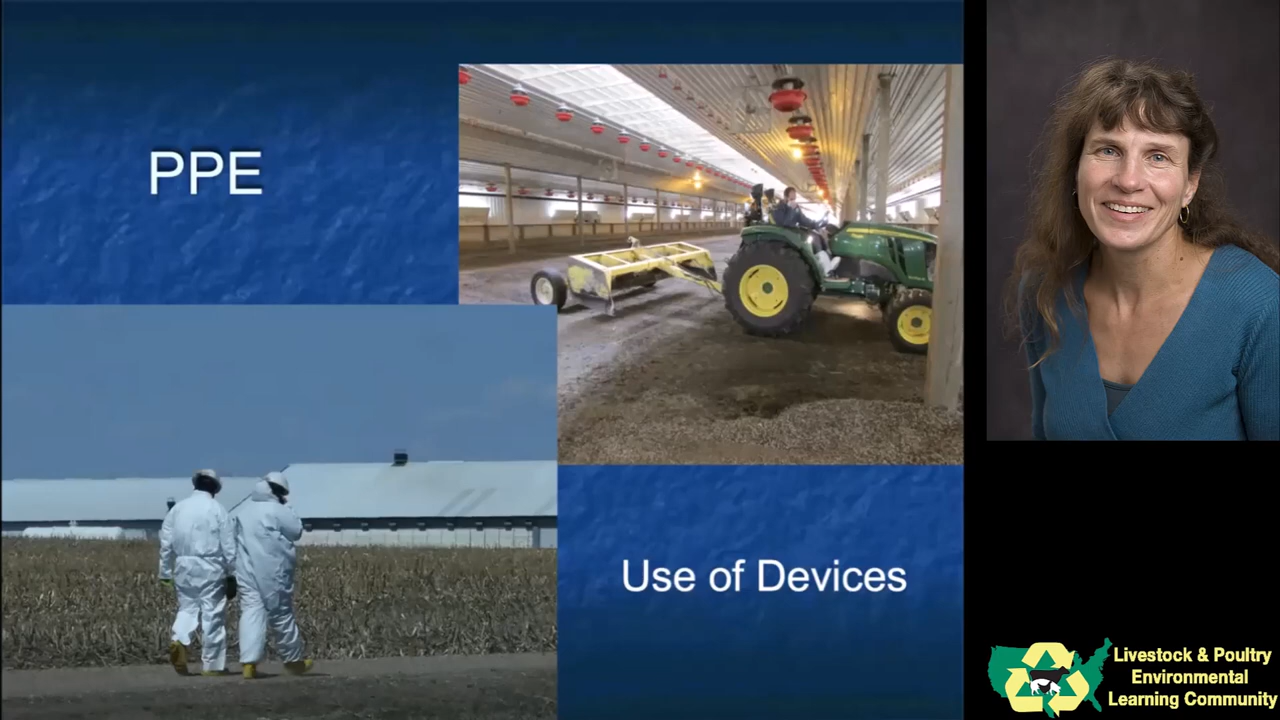 PPE
Use of Devices
Livestock & Poultry
Environmental
Learning Community